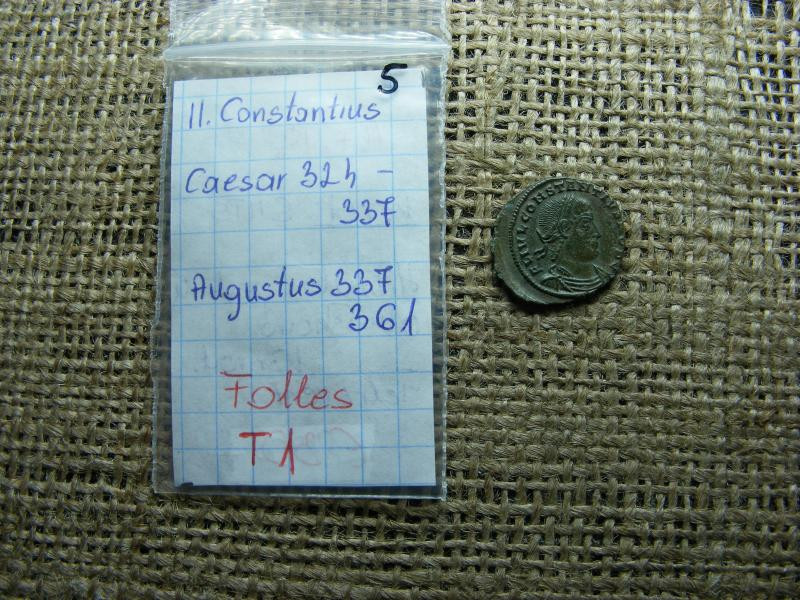 5
II. Constantius
Caesar 324 -
337
Augustus 337
361
Folles
T1